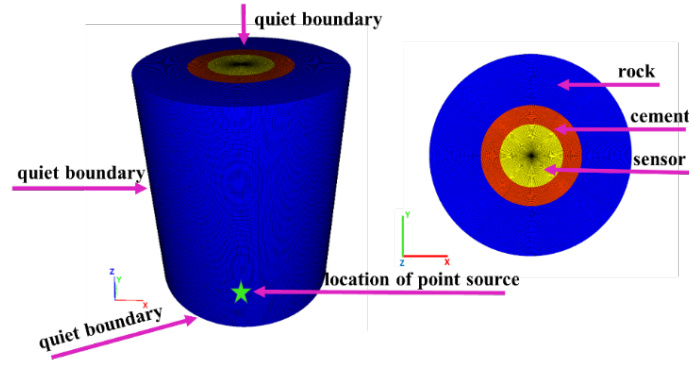 quiet boundary
rock
cement
sensor
quiet boundary
Y
Z
X
location of point source
Z
Y
X
quiet boundary